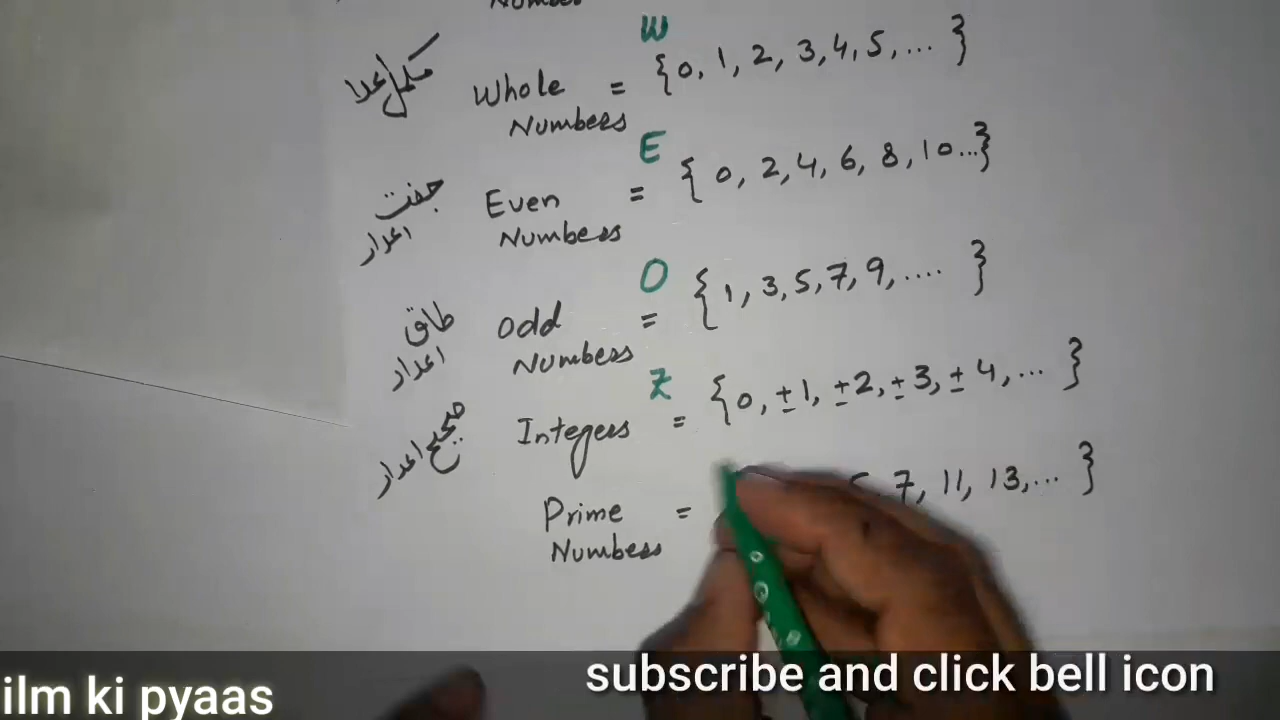 W
مکمل اعدا Whole = {0, 1, 2, 3, 4, 5, ... }
Numbers
E
جفت Even = {0, 2, 4, 6, 8, 10...}
اعداد Numbers
O
طاق Odd = {1, 3, 5, 7, 9, .... }
اعداد Numbers
Z
صحیح اعداد Integers = {0, ±1, ±2, ±3, ±4, ... }
Prime = 7, 11, 13, ... }
Numbers
subscribe and click bell icon
ilm ki pyaas